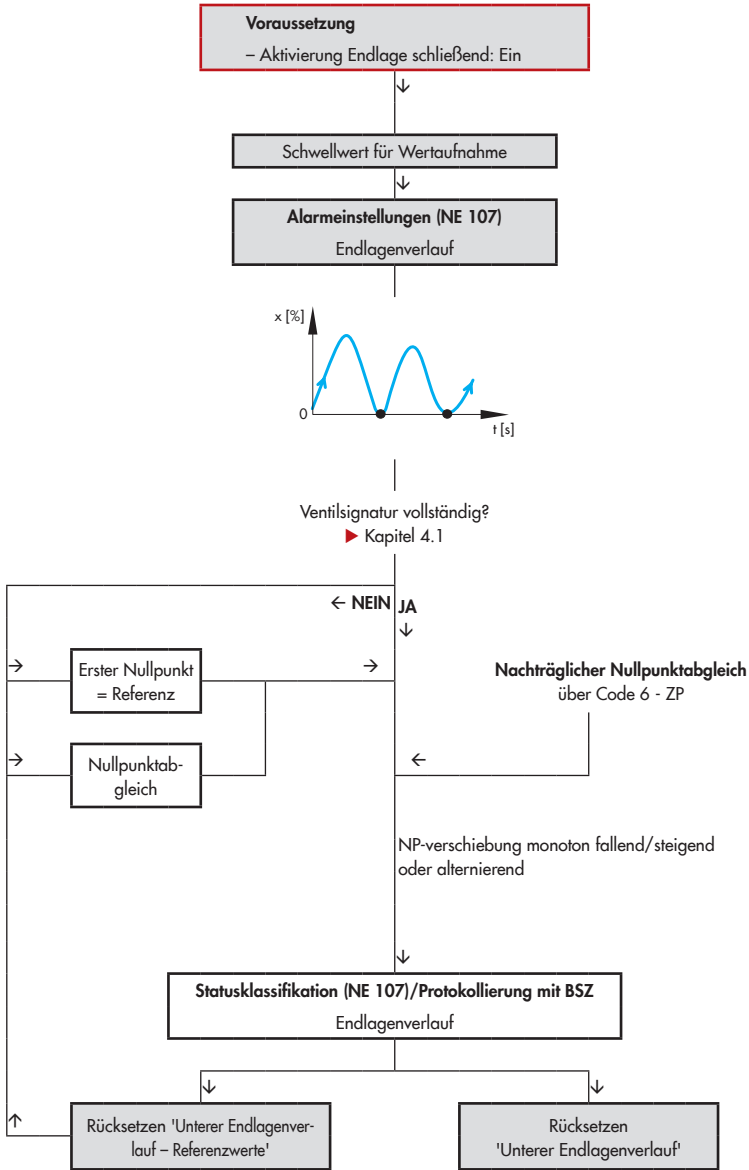 Voraussetzung
– Aktivierung Endlage schließend: Ein
Schwellwert für Wertaufnahme
Alarmeinstellungen (NE 107)
Endlagenverlauf
x [%]
0
t [s]
Ventilsignatur vollständig?
▶ Kapitel 4.1
← NEIN JA
Erster Nullpunkt
= Referenz
Nachträglicher Nullpunktabgleich
über Code 6 - ZP
Nullpunktab-
gleich
NP-verschiebung monoton fallend/steigend
oder alternierend
Statusklassifikation (NE 107)/Protokollierung mit BSZ
Endlagenverlauf
Rücksetzen 'Unterer Endlagenver-
lauf – Referenzwerte'
Rücksetzen
'Unterer Endlagenverlauf'